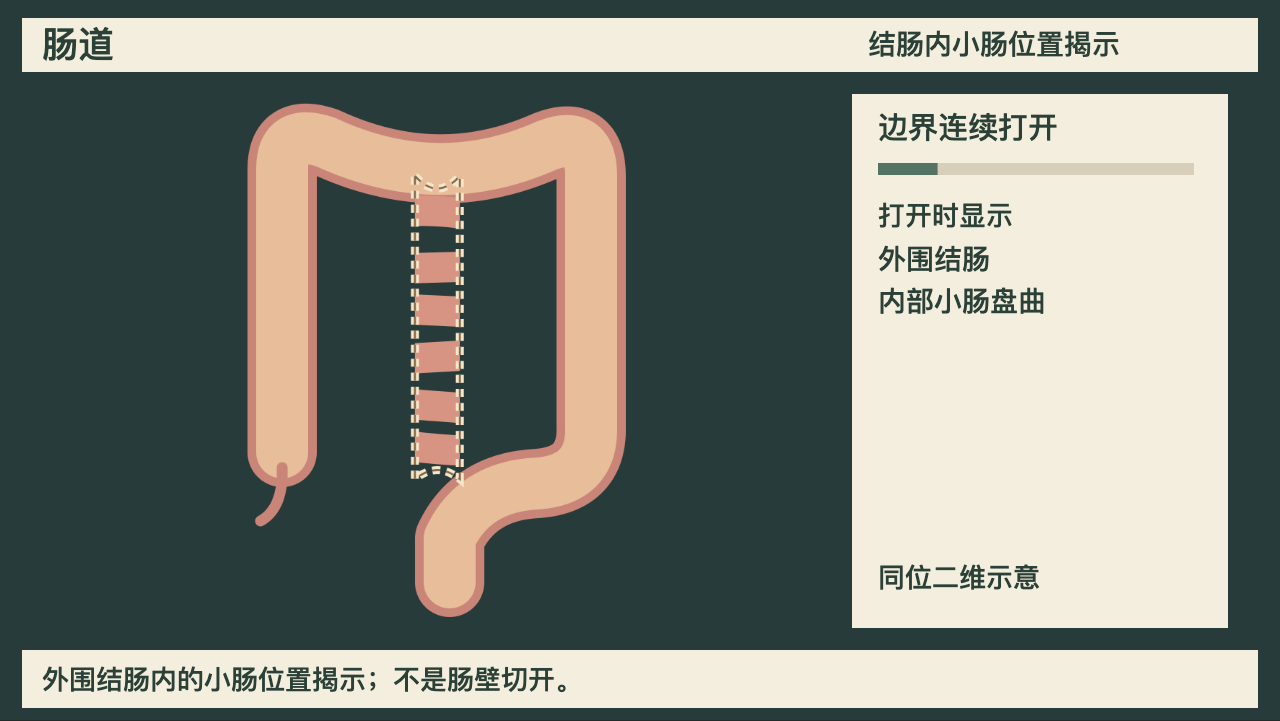 肠道
结肠内小肠位置揭示
边界连续打开
打开时显示
外围结肠
内部小肠盘曲
同位二维示意
外围结肠内的小肠位置揭示；不是肠壁切开。